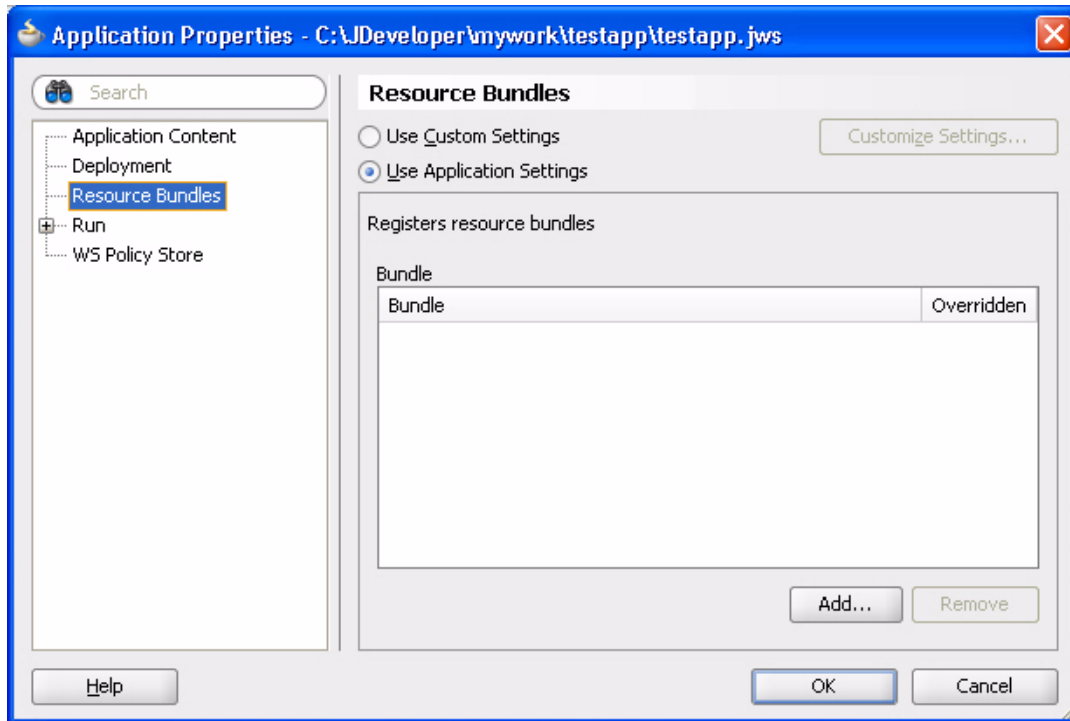 Application Properties - C:\JDeveloper\mywork\testapp\testapp.jws
Search
Application Content
Deployment
Resource Bundles
Run
WS Policy Store
Resource Bundles
Use Custom Settings
Customize Settings...
Use Application Settings
Registers resource bundles
Bundle
Bundle Overridden
Add... Remove
Help OK Cancel